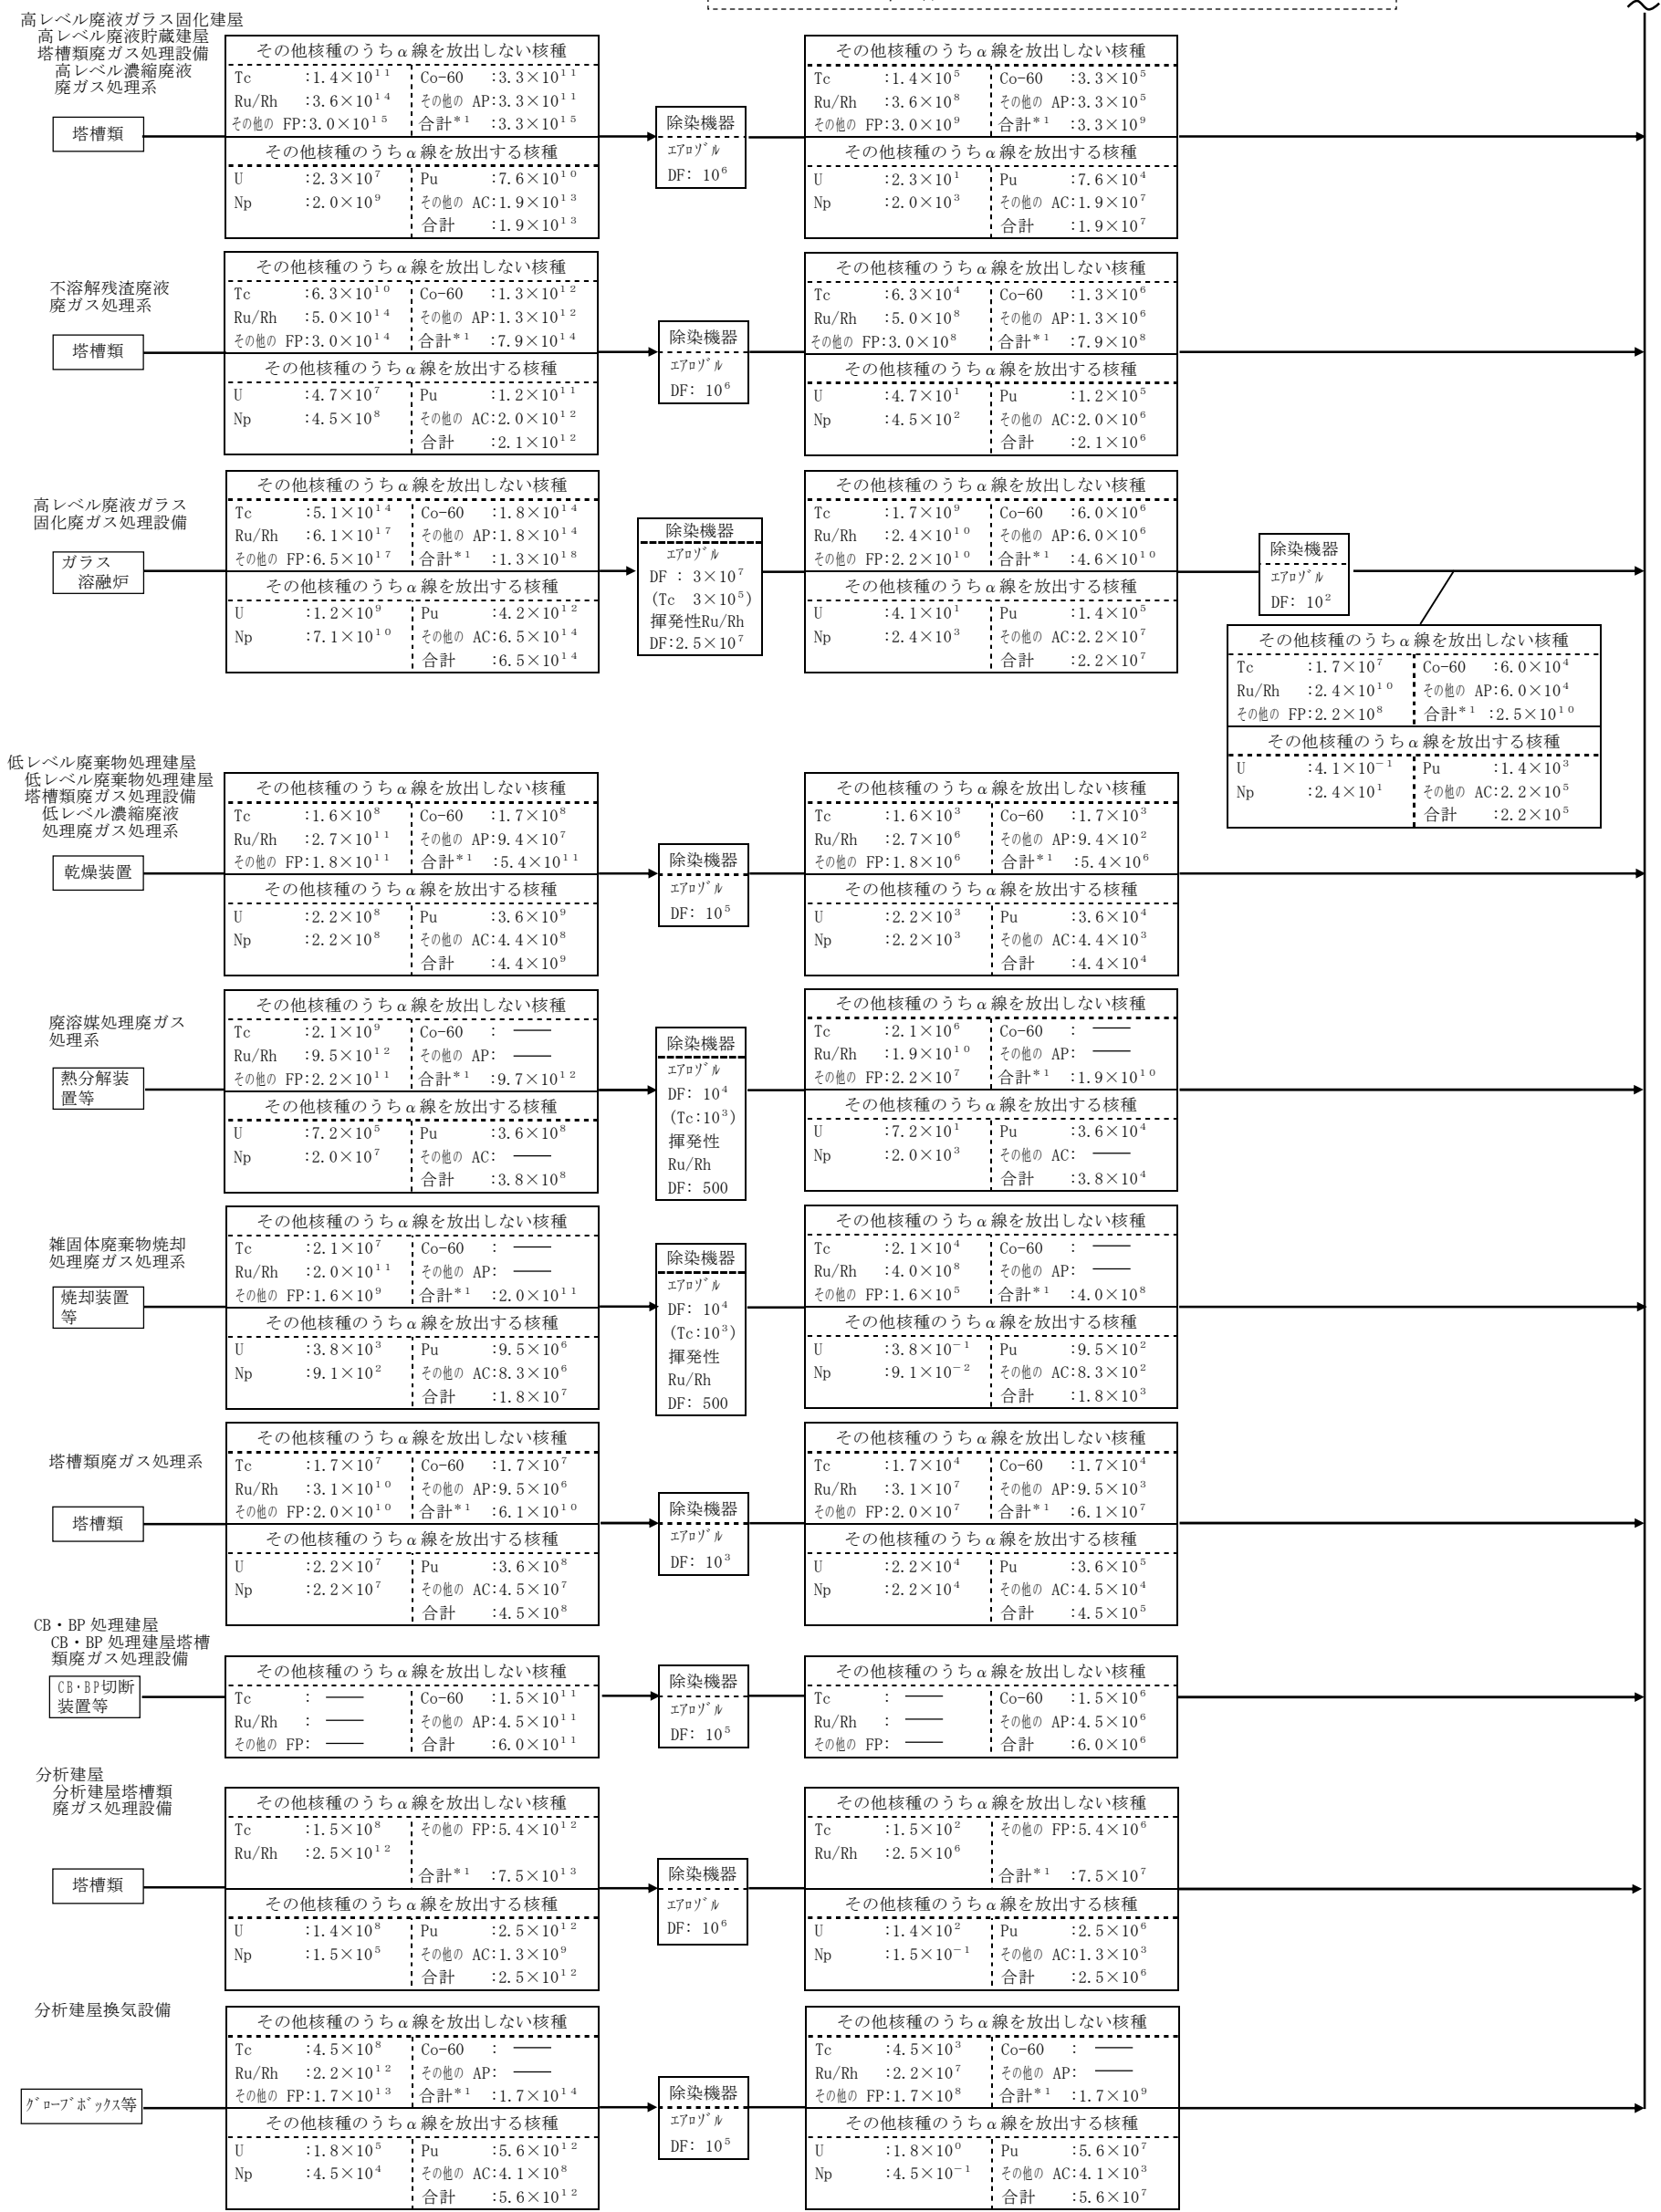 高レベル廃液ガラス固化建屋
高レベル廃液貯蔵建屋
塔槽類廃ガス処理設備
高レベル濃縮廃液
廃ガス処理系
塔槽類
その他核種のうちα線を放出しない核種
Tc :1.4×10¹¹ Co-60 :3.3×10¹¹
Ru/Rh :3.6×10¹⁴ その他の AP:3.3×10¹¹
その他の FP:3.0×10¹⁵ 合計*¹ :3.3×10¹⁵
その他核種のうちα線を放出する核種
U :2.3×10⁷ Pu :7.6×10¹⁰
Np :2.0×10⁹ その他の AC:1.9×10¹³
合計 :1.9×10¹³
除染機器
エアロゾル
DF: 10⁶
その他核種のうちα線を放出しない核種
Tc :1.4×10⁵ Co-60 :3.3×10⁵
Ru/Rh :3.6×10⁸ その他の AP:3.3×10⁵
その他の FP:3.0×10⁹ 合計*¹ :3.3×10⁹
その他核種のうちα線を放出する核種
U :2.3×10¹ Pu :7.6×10⁴
Np :2.0×10³ その他の AC:1.9×10⁷
合計 :1.9×10⁷
不溶解残渣廃液
廃ガス処理系
塔槽類
その他核種のうちα線を放出しない核種
Tc :6.3×10¹⁰ Co-60 :1.3×10¹²
Ru/Rh :5.0×10¹⁴ その他の AP:1.3×10¹²
その他の FP:3.0×10¹⁴ 合計*¹ :7.9×10¹⁴
その他核種のうちα線を放出する核種
U :4.7×10⁷ Pu :1.2×10¹¹
Np :4.5×10⁸ その他の AC:2.0×10¹²
合計 :2.1×10¹²
除染機器
エアロゾル
DF: 10⁶
その他核種のうちα線を放出しない核種
Tc :6.3×10⁴ Co-60 :1.3×10⁶
Ru/Rh :5.0×10⁸ その他の AP:1.3×10⁶
その他の FP:3.0×10⁸ 合計*¹ :7.9×10⁸
その他核種のうちα線を放出する核種
U :4.7×10¹ Pu :1.2×10⁵
Np :4.5×10² その他の AC:2.0×10⁶
合計 :2.1×10⁶
高レベル廃液ガラス
固化廃ガス処理設備
ガラス
溶融炉
その他核種のうちα線を放出しない核種
Tc :5.1×10¹⁴ Co-60 :1.8×10¹⁴
Ru/Rh :6.1×10¹⁷ その他の AP:1.8×10¹⁴
その他の FP:6.5×10¹⁷ 合計*¹ :1.3×10¹⁸
その他核種のうちα線を放出する核種
U :1.2×10⁹ Pu :4.2×10¹²
Np :7.1×10¹⁰ その他の AC:6.5×10¹⁴
合計 :6.5×10¹⁴
除染機器
エアロゾル
DF : 3×10⁷
(Tc 3×10⁵)
揮発性Ru/Rh
DF:2.5×10⁷
その他核種のうちα線を放出しない核種
Tc :1.7×10⁹ Co-60 :6.0×10⁶
Ru/Rh :2.4×10¹⁰ その他の AP:6.0×10⁶
その他の FP:2.2×10¹⁰ 合計*¹ :4.6×10¹⁰
その他核種のうちα線を放出する核種
U :4.1×10¹ Pu :1.4×10⁵
Np :2.4×10³ その他の AC:2.2×10⁷
合計 :2.2×10⁷
除染機器
エアロゾル
DF: 10²
その他核種のうちα線を放出しない核種
Tc :1.7×10⁷ Co-60 :6.0×10⁴
Ru/Rh :2.4×10¹⁰ その他の AP:6.0×10⁴
その他の FP:2.2×10⁸ 合計*¹ :2.5×10¹⁰
その他核種のうちα線を放出する核種
U :4.1×10⁻¹ Pu :1.4×10³
Np :2.4×10¹ その他の AC:2.2×10⁵
合計 :2.2×10⁵
低レベル廃棄物処理建屋
低レベル廃棄物処理建屋
塔槽類廃ガス処理設備
低レベル濃縮廃液
処理廃ガス処理系
乾燥装置
その他核種のうちα線を放出しない核種
Tc :1.6×10⁸ Co-60 :1.7×10⁸
Ru/Rh :2.7×10¹¹ その他の AP:9.4×10⁷
その他の FP:1.8×10¹¹ 合計*¹ :5.4×10¹¹
その他核種のうちα線を放出する核種
U :2.2×10⁸ Pu :3.6×10⁹
Np :2.2×10⁸ その他の AC:4.4×10⁸
合計 :4.4×10⁹
除染機器
エアロゾル
DF: 10⁵
その他核種のうちα線を放出しない核種
Tc :1.6×10³ Co-60 :1.7×10³
Ru/Rh :2.7×10⁶ その他の AP:9.4×10²
その他の FP:1.8×10⁶ 合計*¹ :5.4×10⁶
その他核種のうちα線を放出する核種
U :2.2×10³ Pu :3.6×10⁴
Np :2.2×10³ その他の AC:4.4×10³
合計 :4.4×10⁴
廃溶媒処理廃ガス
処理系
熱分解装
置等
その他核種のうちα線を放出しない核種
Tc :2.1×10⁹ Co-60 : ――
Ru/Rh :9.5×10¹² その他の AP: ――
その他の FP:2.2×10¹¹ 合計*¹ :9.7×10¹²
その他核種のうちα線を放出する核種
U :7.2×10⁵ Pu :3.6×10⁸
Np :2.0×10⁷ その他の AC: ――
合計 :3.8×10⁸
除染機器
エアロゾル
DF: 10⁴
(Tc:10³)
揮発性
Ru/Rh
DF: 500
その他核種のうちα線を放出しない核種
Tc :2.1×10⁶ Co-60 : ――
Ru/Rh :1.9×10¹⁰ その他の AP: ――
その他の FP:2.2×10⁷ 合計*¹ :1.9×10¹⁰
その他核種のうちα線を放出する核種
U :7.2×10¹ Pu :3.6×10⁴
Np :2.0×10³ その他の AC: ――
合計 :3.8×10⁴
雑固体廃棄物焼却
処理廃ガス処理系
焼却装置
等
その他核種のうちα線を放出しない核種
Tc :2.1×10⁷ Co-60 : ――
Ru/Rh :2.0×10¹¹ その他の AP: ――
その他の FP:1.6×10⁹ 合計*¹ :2.0×10¹¹
その他核種のうちα線を放出する核種
U :3.8×10³ Pu :9.5×10⁶
Np :9.1×10² その他の AC:8.3×10⁶
合計 :1.8×10⁷
除染機器
エアロゾル
DF: 10⁴
(Tc:10³)
揮発性
Ru/Rh
DF: 500
その他核種のうちα線を放出しない核種
Tc :2.1×10⁴ Co-60 : ――
Ru/Rh :4.0×10⁸ その他の AP: ――
その他の FP:1.6×10⁵ 合計*¹ :4.0×10⁸
その他核種のうちα線を放出する核種
U :3.8×10⁻¹ Pu :9.5×10²
Np :9.1×10⁻² その他の AC:8.3×10²
合計 :1.8×10³
塔槽類廃ガス処理系
塔槽類
その他核種のうちα線を放出しない核種
Tc :1.7×10⁷ Co-60 :1.7×10⁷
Ru/Rh :3.1×10¹⁰ その他の AP:9.5×10⁶
その他の FP:2.0×10¹⁰ 合計*¹ :6.1×10¹⁰
その他核種のうちα線を放出する核種
U :2.2×10⁷ Pu :3.6×10⁸
Np :2.2×10⁷ その他の AC:4.5×10⁷
合計 :4.5×10⁸
除染機器
エアロゾル
DF: 10³
その他核種のうちα線を放出しない核種
Tc :1.7×10⁴ Co-60 :1.7×10⁴
Ru/Rh :3.1×10⁷ その他の AP:9.5×10³
その他の FP:2.0×10⁷ 合計*¹ :6.1×10⁷
その他核種のうちα線を放出する核種
U :2.2×10⁴ Pu :3.6×10⁵
Np :2.2×10⁴ その他の AC:4.5×10⁴
合計 :4.5×10⁵
CB・BP 処理建屋
CB・BP 処理建屋塔槽
類廃ガス処理設備
CB・BP切断
装置等
その他核種のうちα線を放出しない核種
Tc : ―― Co-60 :1.5×10¹¹
Ru/Rh : ―― その他の AP:4.5×10¹¹
その他の FP: ―― 合計 :6.0×10¹¹
除染機器
エアロゾル
DF: 10⁵
その他核種のうちα線を放出しない核種
Tc : ―― Co-60 :1.5×10⁶
Ru/Rh : ―― その他の AP:4.5×10⁶
その他の FP: ―― 合計 :6.0×10⁶
分析建屋
分析建屋塔槽類
廃ガス処理設備
塔槽類
その他核種のうちα線を放出しない核種
Tc :1.5×10⁸ その他の FP:5.4×10¹²
Ru/Rh :2.5×10¹²
合計*¹ :7.5×10¹³
その他核種のうちα線を放出する核種
U :1.4×10⁸ Pu :2.5×10¹²
Np :1.5×10⁵ その他の AC:1.3×10⁹
合計 :2.5×10¹²
除染機器
エアロゾル
DF: 10⁶
その他核種のうちα線を放出しない核種
Tc :1.5×10² その他の FP:5.4×10⁶
Ru/Rh :2.5×10⁶
合計*¹ :7.5×10⁷
その他核種のうちα線を放出する核種
U :1.4×10² Pu :2.5×10⁶
Np :1.5×10⁻¹ その他の AC:1.3×10³
合計 :2.5×10⁶
分析建屋換気設備
グローブボックス等
その他核種のうちα線を放出しない核種
Tc :4.5×10⁸ Co-60 : ――
Ru/Rh :2.2×10¹² その他の AP: ――
その他の FP:1.7×10¹³ 合計*¹ :1.7×10¹⁴
その他核種のうちα線を放出する核種
U :1.8×10⁵ Pu :5.6×10¹²
Np :4.5×10⁴ その他の AC:4.1×10⁸
合計 :5.6×10¹²
除染機器
エアロゾル
DF: 10⁵
その他核種のうちα線を放出しない核種
Tc :4.5×10³ Co-60 : ――
Ru/Rh :2.2×10⁷ その他の AP: ――
その他の FP:1.7×10⁸ 合計*¹ :1.7×10⁹
その他核種のうちα線を放出する核種
U :1.8×10⁰ Pu :5.6×10⁷
Np :4.5×10⁻¹ その他の AC:4.1×10³
合計 :5.6×10⁷